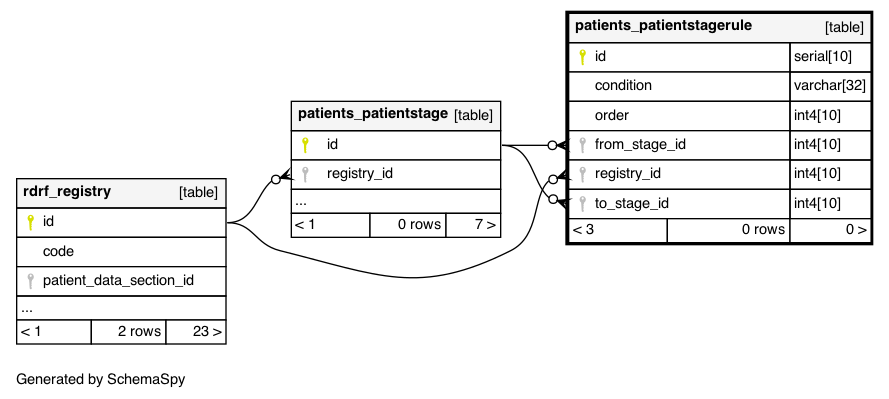 patients_patientstagerule [table]
id serial[10]
condition varchar[32]
order int4[10]
from_stage_id int4[10]
registry_id int4[10]
to_stage_id int4[10]
< 3 0 rows 0 >
patients_patientstage [table]
id
registry_id
...
< 1 0 rows 7 >
rdrf_registry [table]
id
code
patient_data_section_id
...
< 1 2 rows 23 >
Generated by SchemaSpy